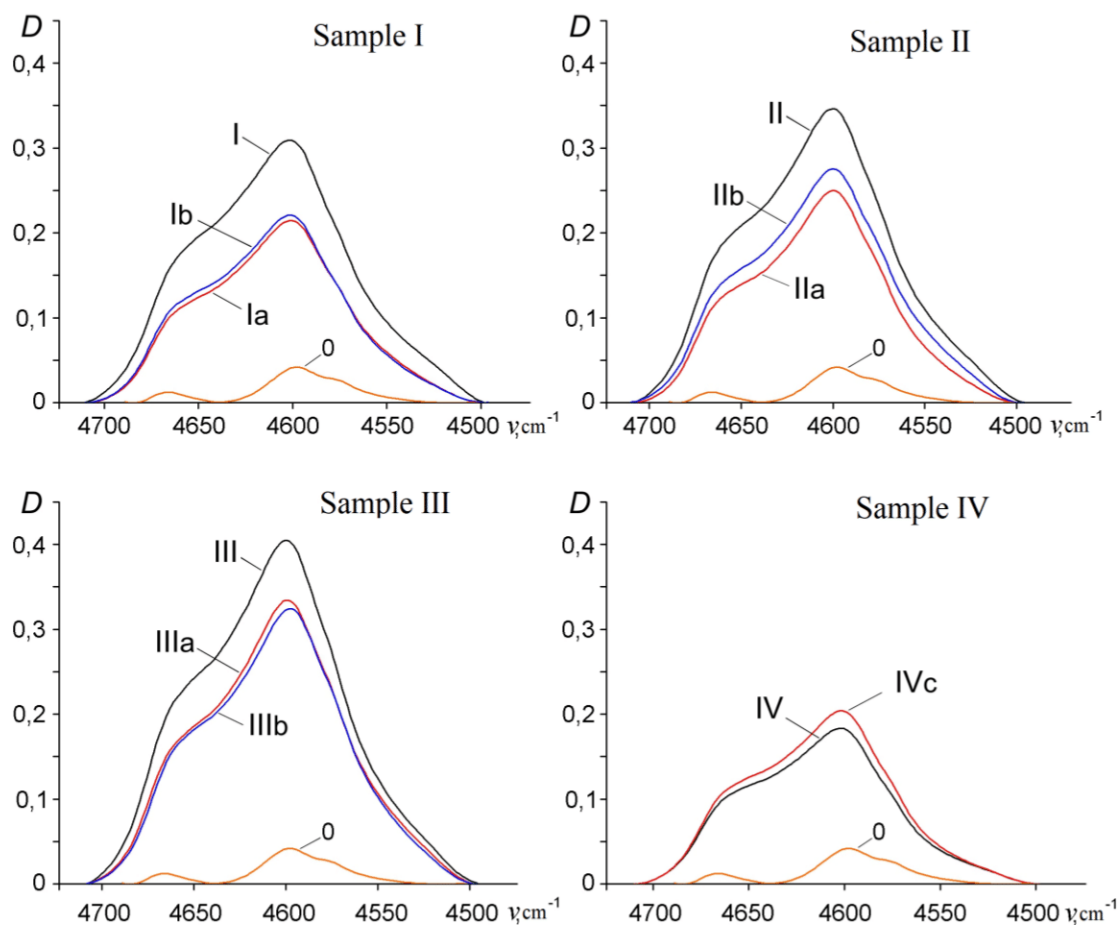 D
Sample I
0,4
0,3
0,2
0,1
0
I
Ib
Ia
0
4700 4650 4600 4550 4500 ν,cm⁻¹
D
Sample II
0,4
0,3
0,2
0,1
0
II
IIb
IIa
0
4700 4650 4600 4550 4500 ν,cm⁻¹
D
Sample III
0,4
0,3
0,2
0,1
0
III
IIIa
IIIb
0
4700 4650 4600 4550 4500 ν,cm⁻¹
D
Sample IV
0,4
0,3
0,2
0,1
0
IVc
IV
0
4700 4650 4600 4550 4500 ν,cm⁻¹